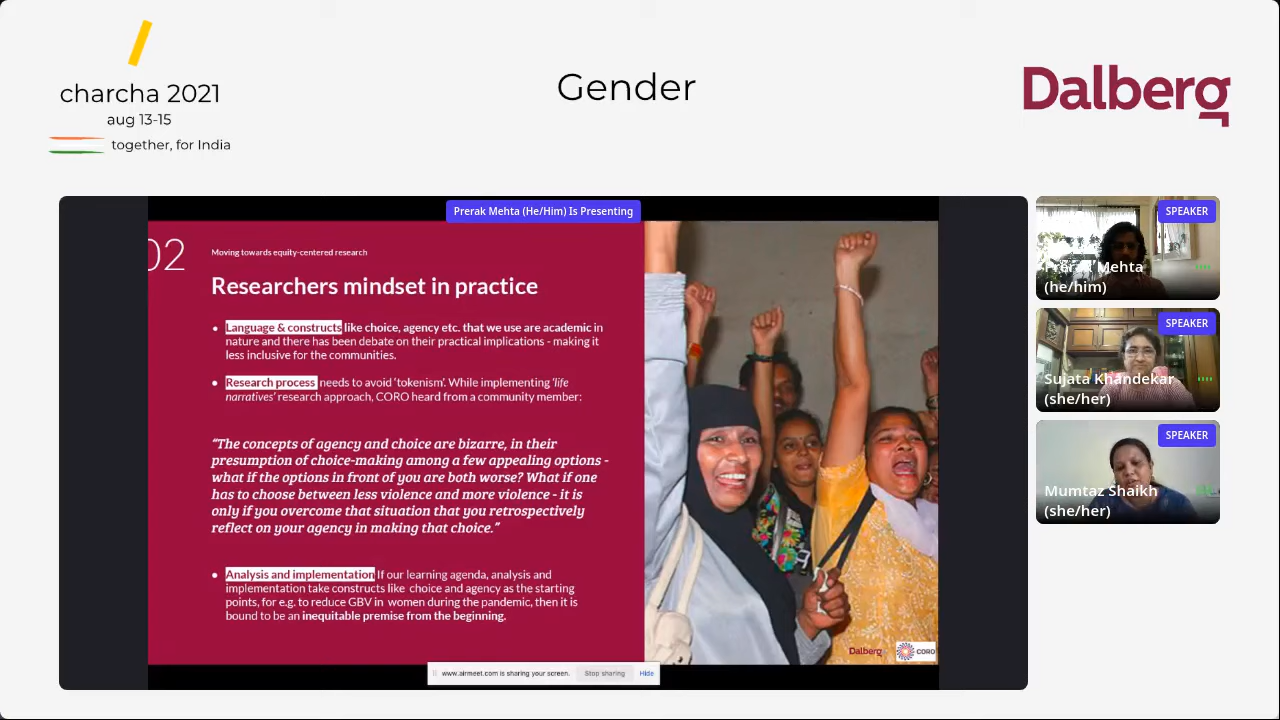 charcha 2021
aug 13-15
together, for India
Gender
Dalberg
Prerak Mehta (He/Him) Is Presenting
02
Moving towards equity-centered research
Researchers mindset in practice
• Language & constructs like choice, agency etc. that we use are academic in
nature and there has been debate on their practical implications - making it
less inclusive for the communities.
• Research process needs to avoid ‘tokenism’. While implementing ‘life
narratives’ research approach, CORO heard from a community member:
“The concepts of agency and choice are bizarre, in their
presumption of choice-making among a few appealing options -
what if the options in front of you are both worse? What if one
has to choose between less violence and more violence - it is
only if you overcome that situation that you retrospectively
reflect on your agency in making that choice.”
• Analysis and implementation If our learning agenda, analysis and
implementation take constructs like choice and agency as the starting
points, for e.g. to reduce GBV in women during the pandemic, then it is
bound to be an inequitable premise from the beginning.
Dalberg
CORO
www.airmeet.com is sharing your screen.
Stop sharing
Hide
SPEAKER
Prerak Mehta
(he/him)
SPEAKER
Sujata Khandekar
(she/her)
SPEAKER
Mumtaz Shaikh
(she/her)